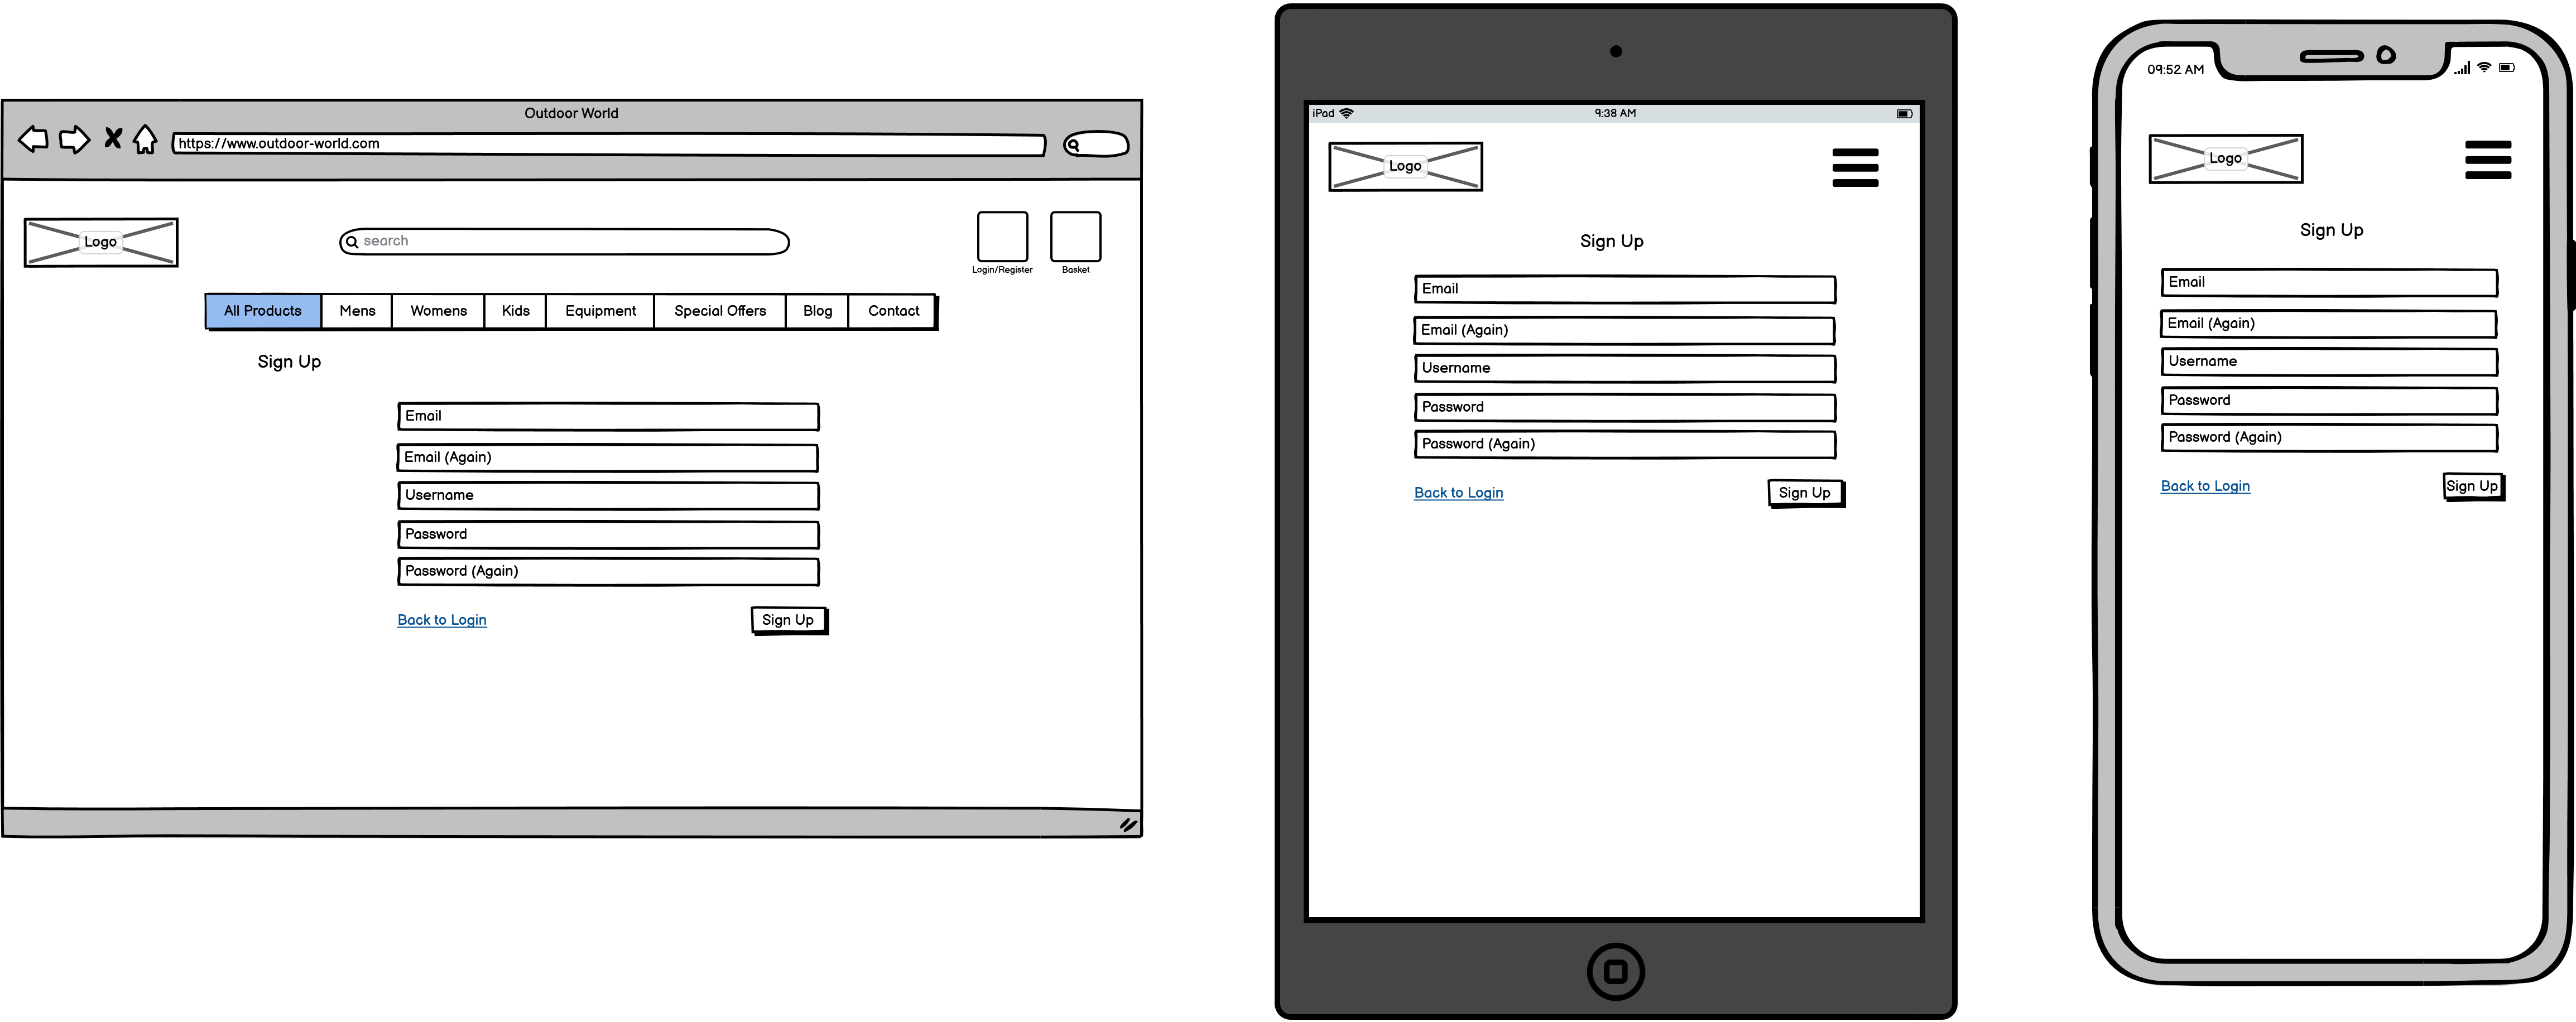 Outdoor World
https://www.outdoor-world.com
Logo
search
Login/Register
Basket
All Products Mens Womens Kids Equipment Special Offers Blog Contact
Sign Up
Email
Email (Again)
Username
Password
Password (Again)
Back to Login
Sign Up
iPad
9:38 AM
Logo
Sign Up
Email
Email (Again)
Username
Password
Password (Again)
Back to Login
Sign Up
09:52 AM
Logo
Sign Up
Email
Email (Again)
Username
Password
Password (Again)
Back to Login
Sign Up